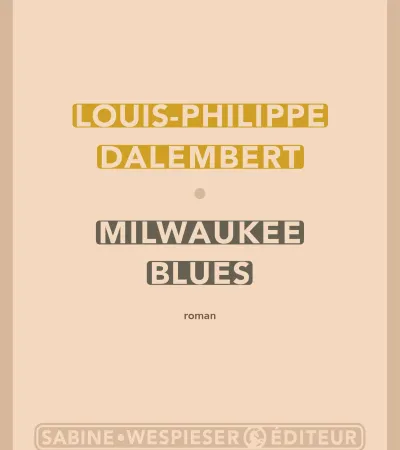 LOUIS-PHILIPPE
DALEMBERT
MILWAUKEE
BLUES
roman
SABINE•WESPIESER ÉDITEUR